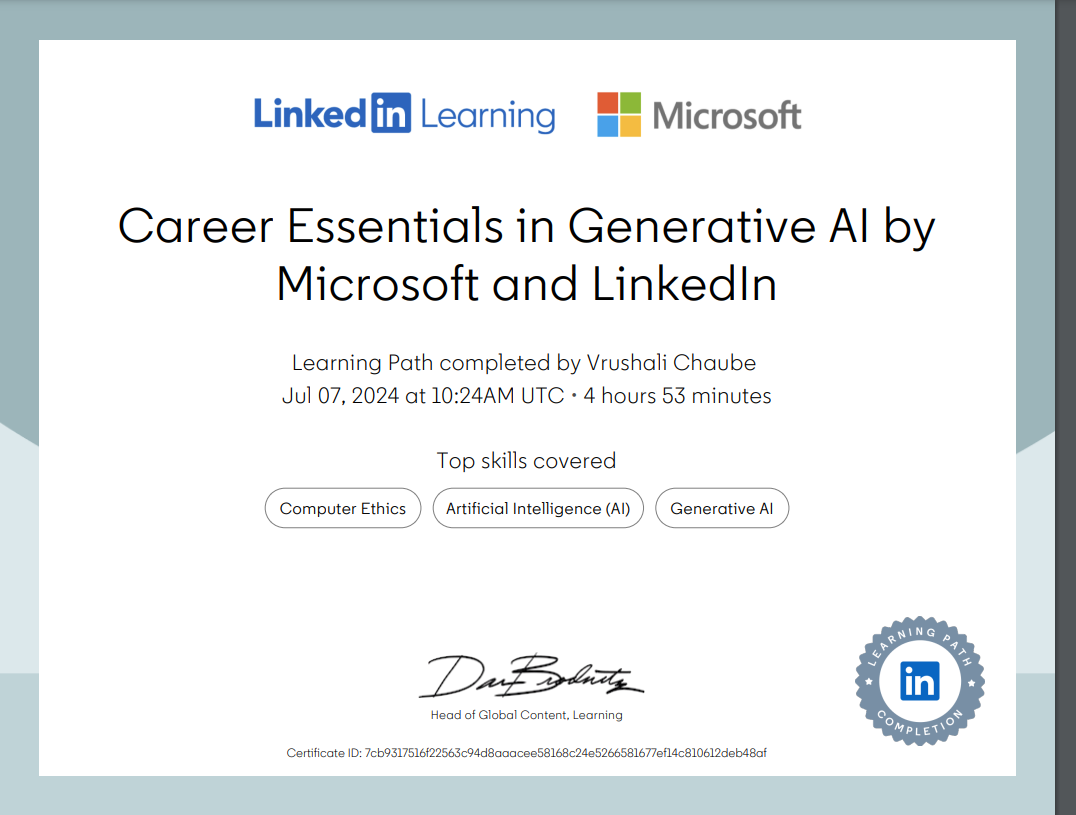 Linked in Learning Microsoft
Career Essentials in Generative AI by
Microsoft and LinkedIn
Learning Path completed by Vrushali Chaube
Jul 07, 2024 at 10:24AM UTC • 4 hours 53 minutes
Top skills covered
Computer Ethics Artificial Intelligence (AI) Generative AI
LEARNING PATH
in
COMPLETION
Dan Brodnitz
Head of Global Content, Learning
Certificate ID: 7cb9317516f22563c94d8aaacee58168c24e5266581677ef14c810612deb48af